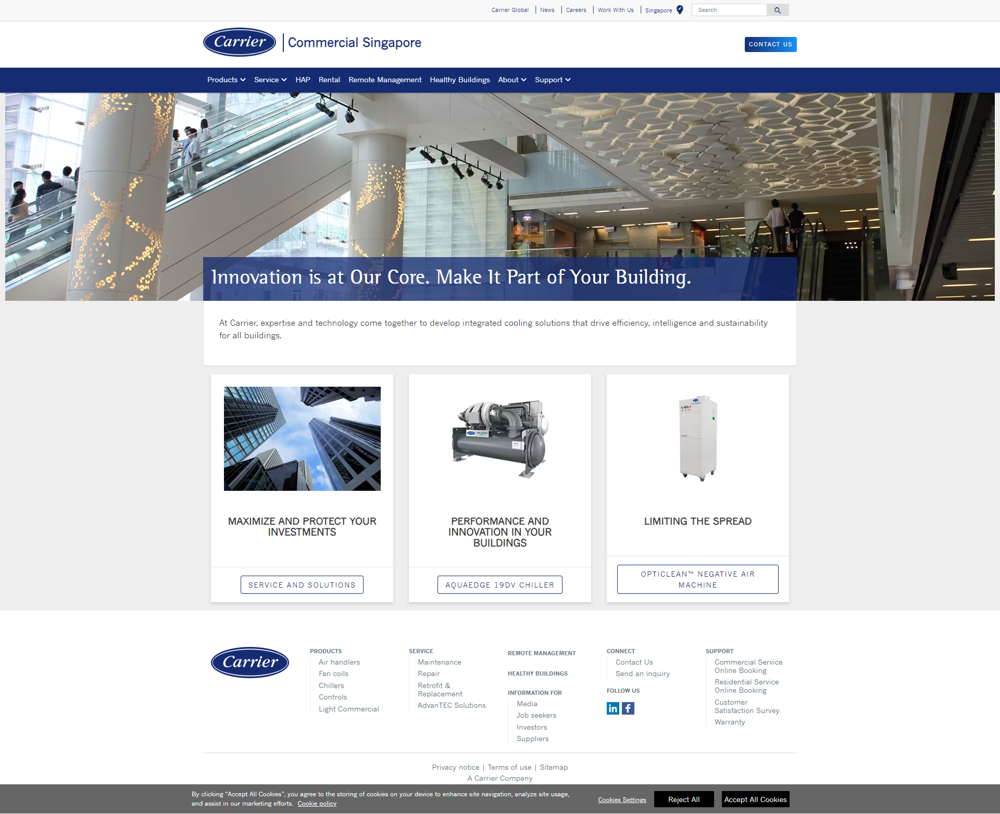 Carrier Global
News
Careers
Work With Us
Singapore
Search
Carrier
Commercial Singapore
CONTACT US
Products
Service
HAP
Rental
Remote Management
Healthy Buildings
About
Support
Innovation is at Our Core. Make It Part of Your Building.
At Carrier, expertise and technology come together to develop integrated cooling solutions that drive efficiency, intelligence and sustainability
for all buildings.
MAXIMIZE AND PROTECT YOUR
INVESTMENTS
SERVICE AND SOLUTIONS
Carrier
PERFORMANCE AND
INNOVATION IN YOUR
BUILDINGS
AQUAEDGE 19DV CHILLER
LIMITING THE SPREAD
OPTICLEAN™ NEGATIVE AIR
MACHINE
Carrier
PRODUCTS
Air handlers
Fan coils
Chillers
Controls
Light Commercial
SERVICE
Maintenance
Repair
Retrofit &
Replacement
AdvanTEC Solutions
REMOTE MANAGEMENT
HEALTHY BUILDINGS
INFORMATION FOR
Media
Job seekers
Investors
Suppliers
CONNECT
Contact Us
Send an inquiry
FOLLOW US
in f
SUPPORT
Commercial Service
Online Booking
Residential Service
Online Booking
Customer
Satisfaction Survey
Warranty
Privacy notice | Terms of use | Sitemap
A Carrier Company
By clicking “Accept All Cookies”, you agree to the storing of cookies on your device to enhance site navigation, analyze site usage,
and assist in our marketing efforts. Cookie policy
Cookies Settings
Reject All
Accept All Cookies